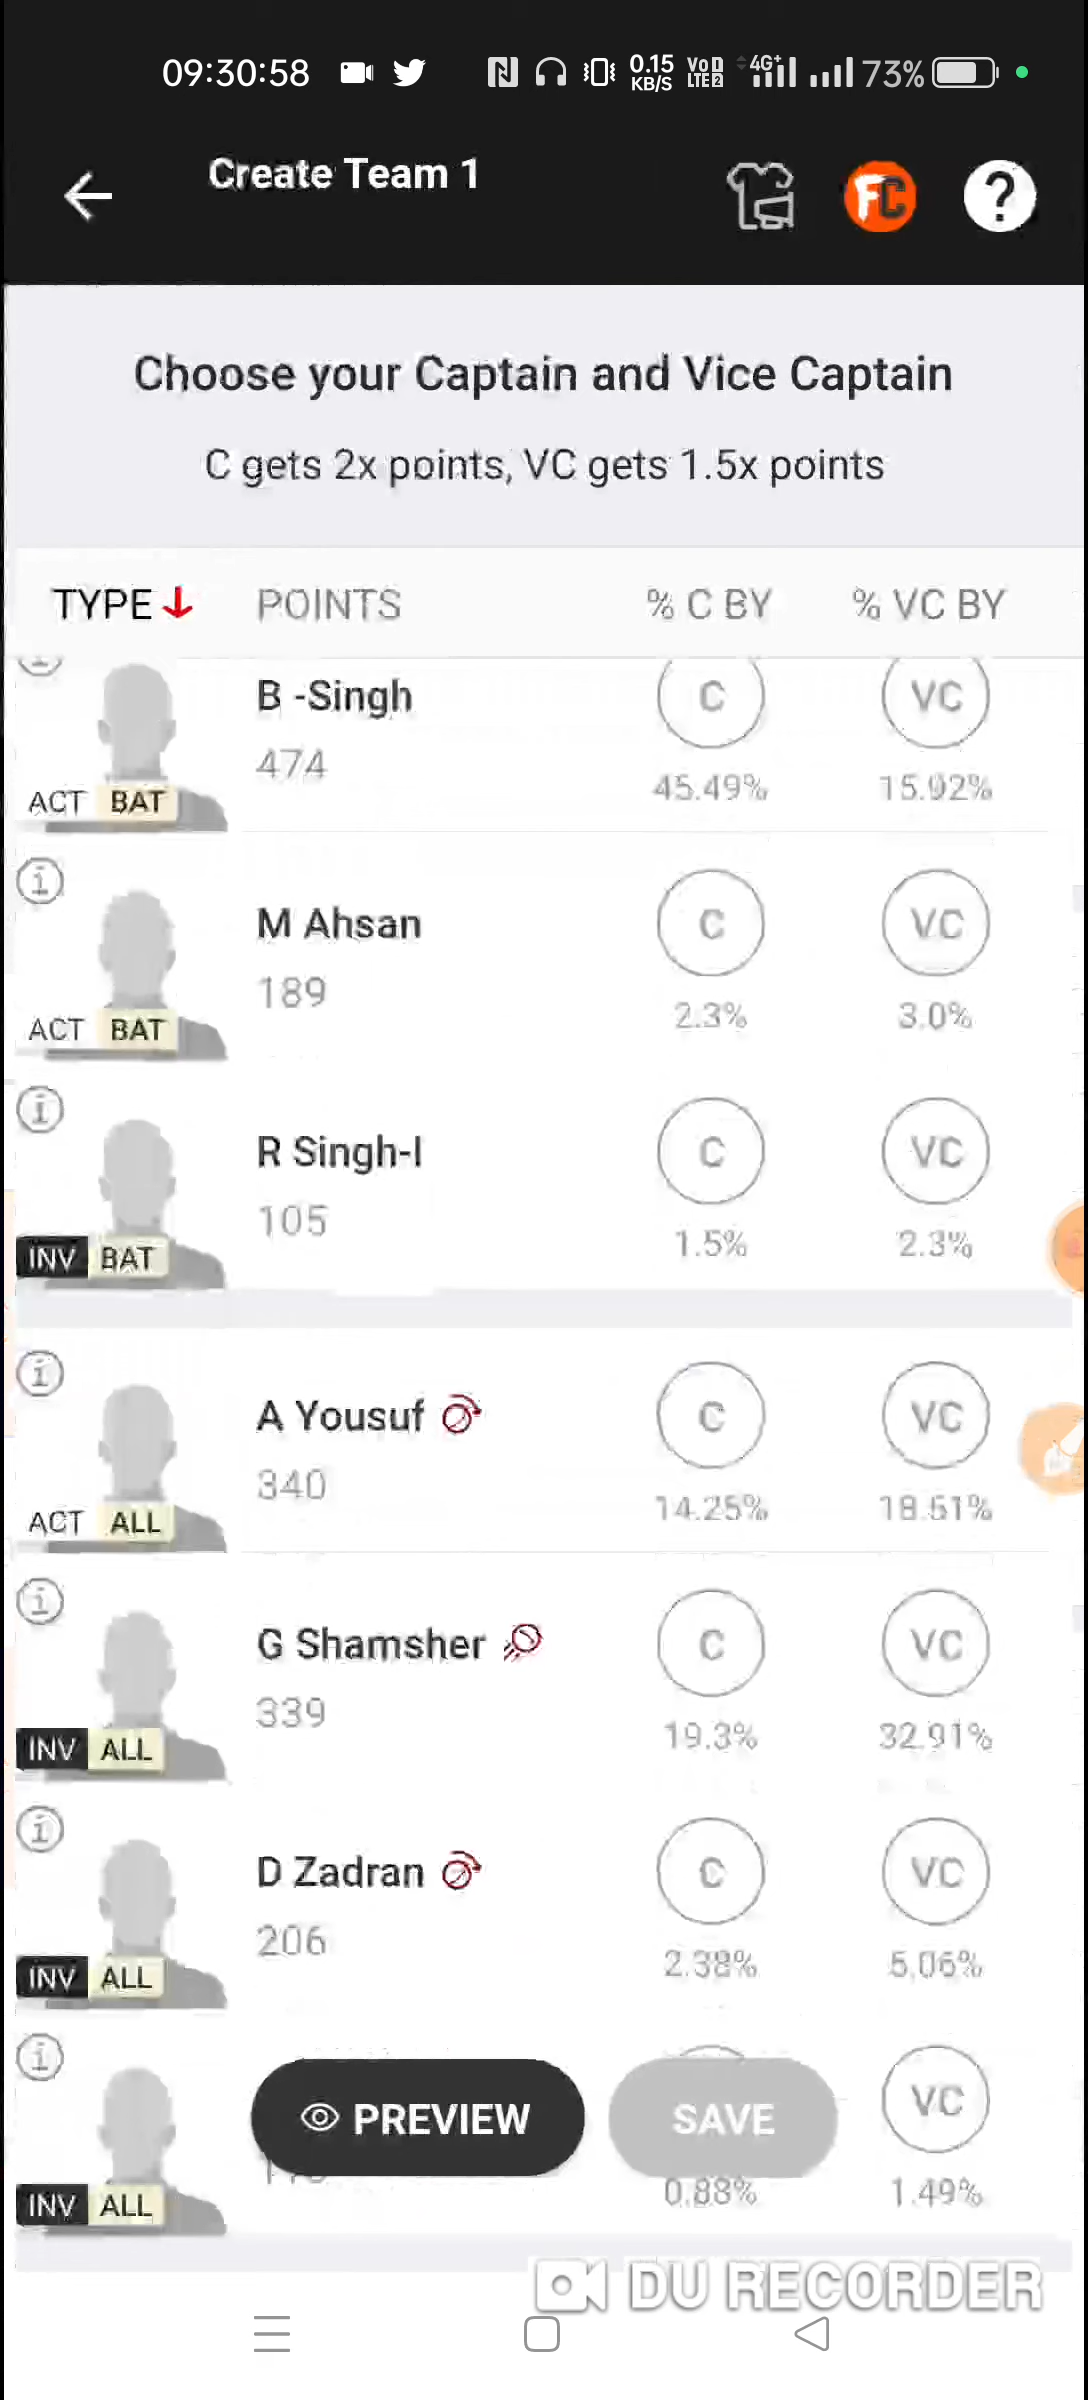 09:30:58 0.15 KB/S VoD LTE2 4G+ 73%
Create Team 1
FC ?
Choose your Captain and Vice Captain
C gets 2x points, VC gets 1.5x points
TYPE POINTS % C BY % VC BY
B -Singh C VC
474
45.49% 15.92%
ACT BAT
M Ahsan C VC
189
2.3% 3.0%
ACT BAT
R Singh-I C VC
105
1.5% 2.3%
INV BAT
A Yousuf C VC
340
14.25% 18.51%
ACT ALL
G Shamsher C VC
339
19.3% 32.91%
INV ALL
D Zadran C VC
206
2.38% 5.06%
INV ALL
VC
PREVIEW SAVE
0.88% 1.49%
INV ALL
DU RECORDER